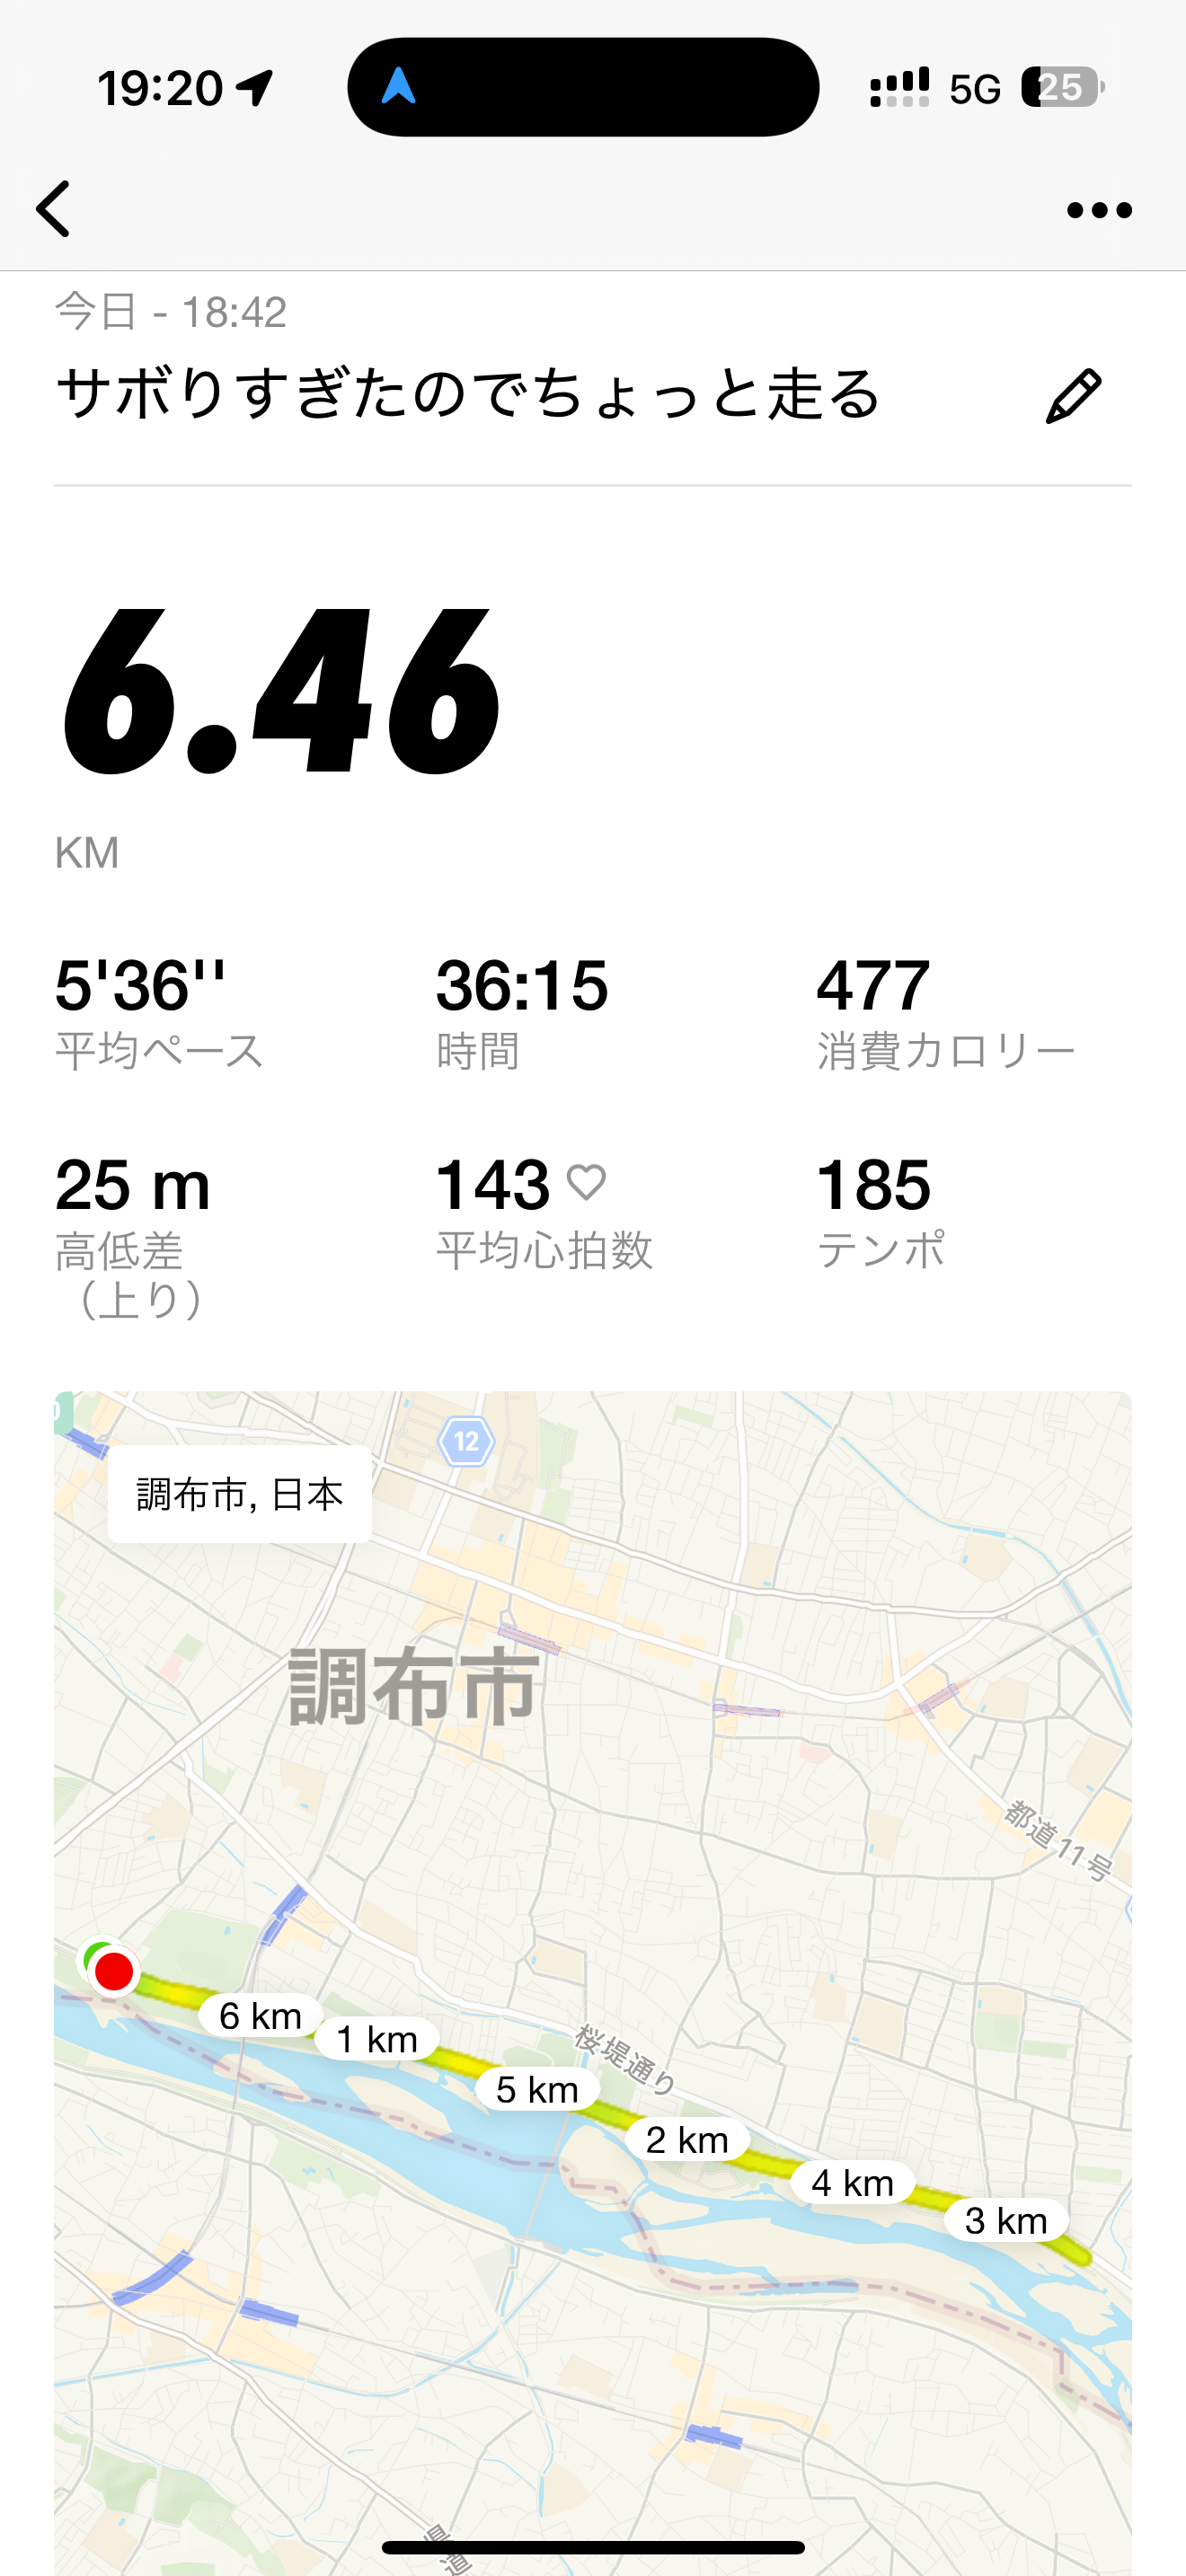 19:20 5G 25
今日 - 18:42
サボりすぎたのでちょっと走る
6.46
KM
5'36'' 36:15 477
平均ペース 時間 消費カロリー
25 m 143 185
高低差 平均心拍数 テンポ
（上り）
12
調布市, 日本
調布市
都道11号
6 km
1 km
桜堤通り
5 km
2 km
4 km
3 km
県道